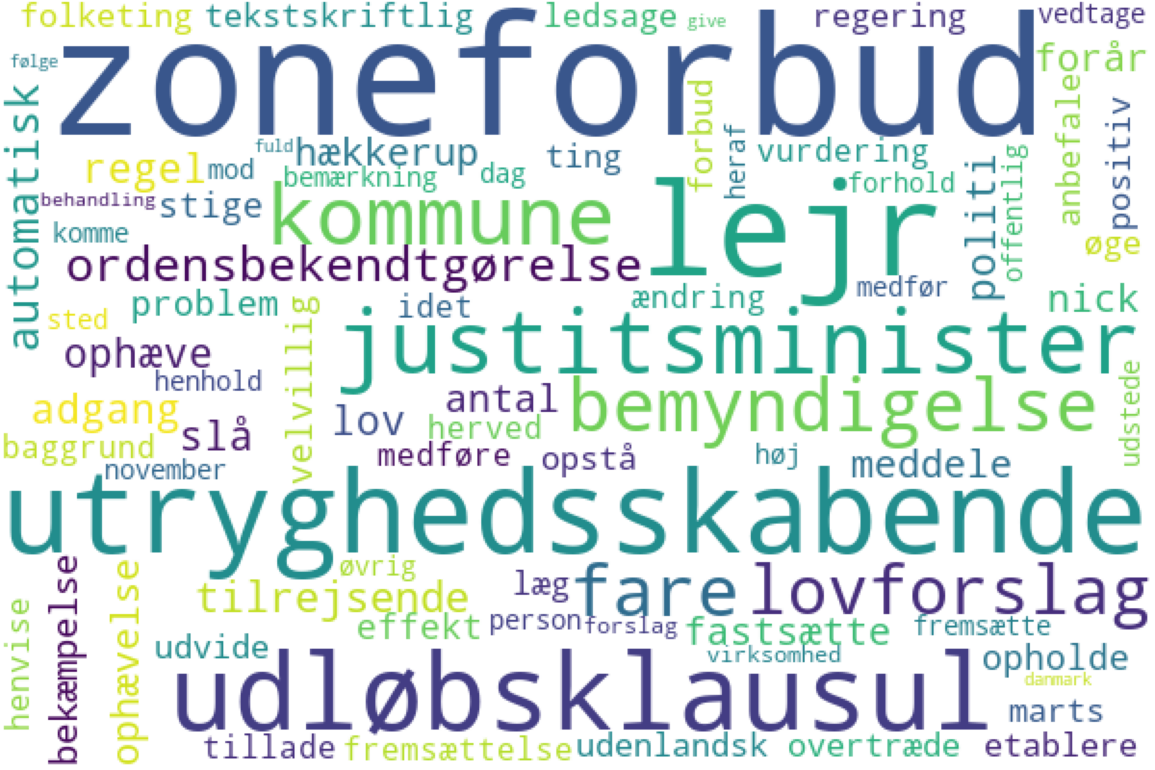 folketing tekstskriftlig ledsage give regering vedtage
følge zoneforbud forår
automatisk regel mod fuld hækkerup ting forbud heraf vurdering politi offentlig anbefale positiv
behandling stige bemærkning dag forhold
komme kommune lejr øge
ordensbekendtgørelse
problem velvillig idet ændring medfør nick
sted justitsminister
ophæve
henhold
adgang slå lov antal bemyndigelse udstede
baggrund herved
november medføre opstå høj meddele
utryghedsskabende
henvise bekæmpelse ophævelse øvrig
tilrejsende læg fare lovforslag
effekt person forslag fastsætte fremsætte
udvide udløbsklausul virksomhed opholde
danmark
marts
tillade fremsættelse udenlandsk overtræde etablere